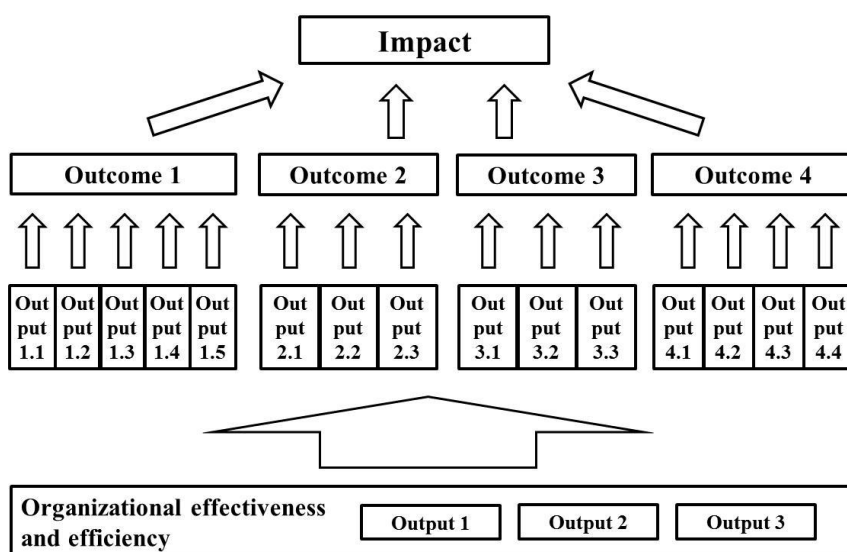 Impact
Outcome 1
Outcome 2
Outcome 3
Outcome 4
Out
put
1.1
Out
put
1.2
Out
put
1.3
Out
put
1.4
Out
put
1.5
Out
put
2.1
Out
put
2.2
Out
put
2.3
Out
put
3.1
Out
put
3.2
Out
put
3.3
Out
put
4.1
Out
put
4.2
Out
put
4.3
Out
put
4.4
Organizational effectiveness
and efficiency
Output 1
Output 2
Output 3